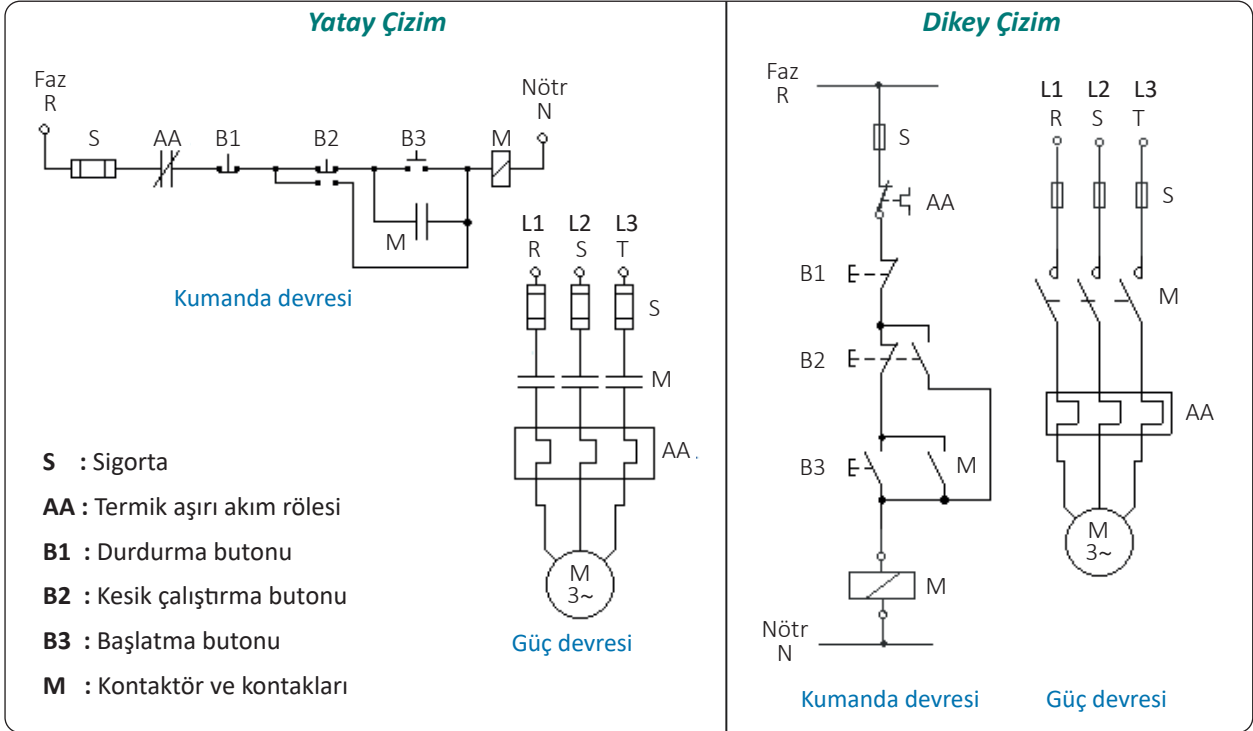 Yatay Çizim
Faz
R
Nötr
N
S AA B1 B2 B3 M
M
Kumanda devresi
L1 L2 L3
R S T
S
M
AA .
M
3~
Güç devresi
S : Sigorta
AA : Termik aşırı akım rölesi
B1 : Durdurma butonu
B2 : Kesik çalıştırma butonu
B3 : Başlatma butonu
M : Kontaktör ve kontakları
Dikey Çizim
Faz
R
S
AA
B1
B2
B3
M
M
Nötr
N
Kumanda devresi
L1 L2 L3
R S T
S
M
AA
M
3~
Güç devresi